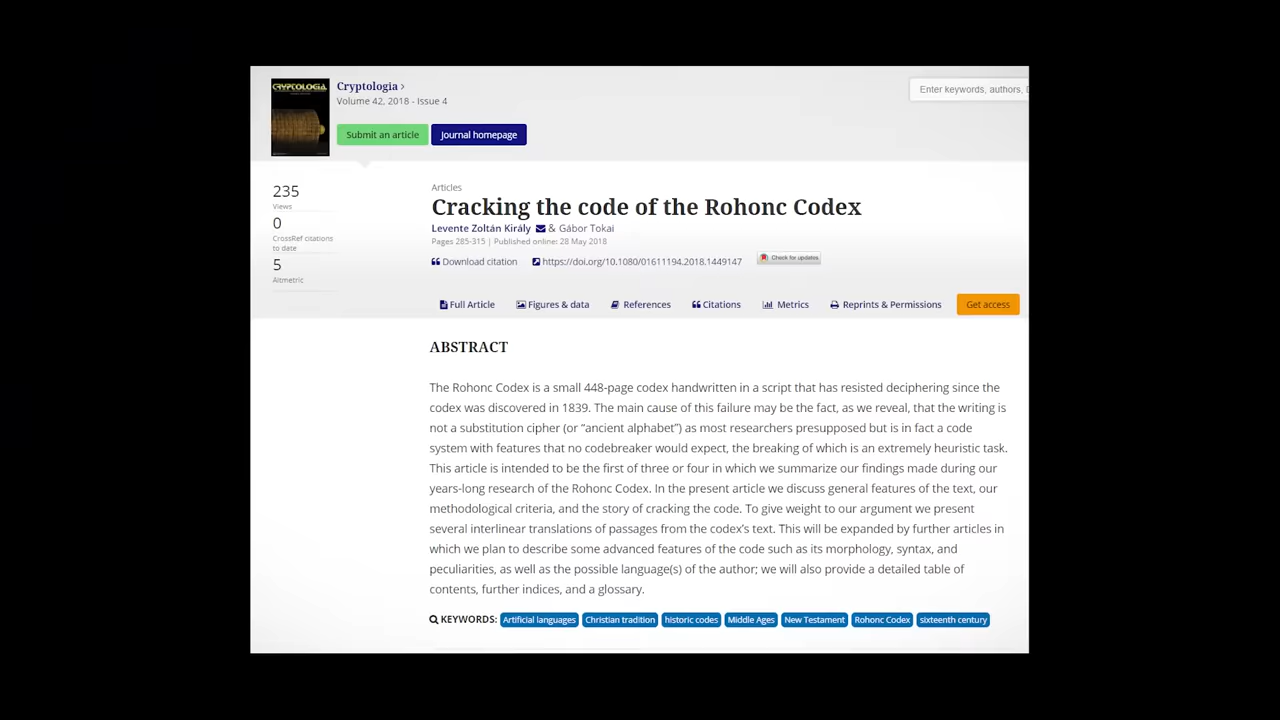 CRYPTOLOGIA
Cryptologia >
Volume 42, 2018 - Issue 4
Enter keywords, authors, D
Submit an article
Journal homepage
235
Views
0
CrossRef citations
to date
5
Altmetric
Articles
Cracking the code of the Rohonc Codex
Levente Zoltán Király & Gábor Tokai
Pages 285-315 | Published online: 28 May 2018
Download citation https://doi.org/10.1080/01611194.2018.1449147 Check for updates
Full Article Figures & data References Citations Metrics Reprints & Permissions Get access
ABSTRACT
The Rohonc Codex is a small 448-page codex handwritten in a script that has resisted deciphering since the
codex was discovered in 1839. The main cause of this failure may be the fact, as we reveal, that the writing is
not a substitution cipher (or “ancient alphabet”) as most researchers presupposed but is in fact a code
system with features that no codebreaker would expect, the breaking of which is an extremely heuristic task.
This article is intended to be the first of three or four in which we summarize our findings made during our
years-long research of the Rohonc Codex. In the present article we discuss general features of the text, our
methodological criteria, and the story of cracking the code. To give weight to our argument we present
several interlinear translations of passages from the codex’s text. This will be expanded by further articles in
which we plan to describe some advanced features of the code such as its morphology, syntax, and
peculiarities, as well as the possible language(s) of the author; we will also provide a detailed table of
contents, further indices, and a glossary.
KEYWORDS: Artificial languages Christian tradition historic codes Middle Ages New Testament Rohonc Codex sixteenth century